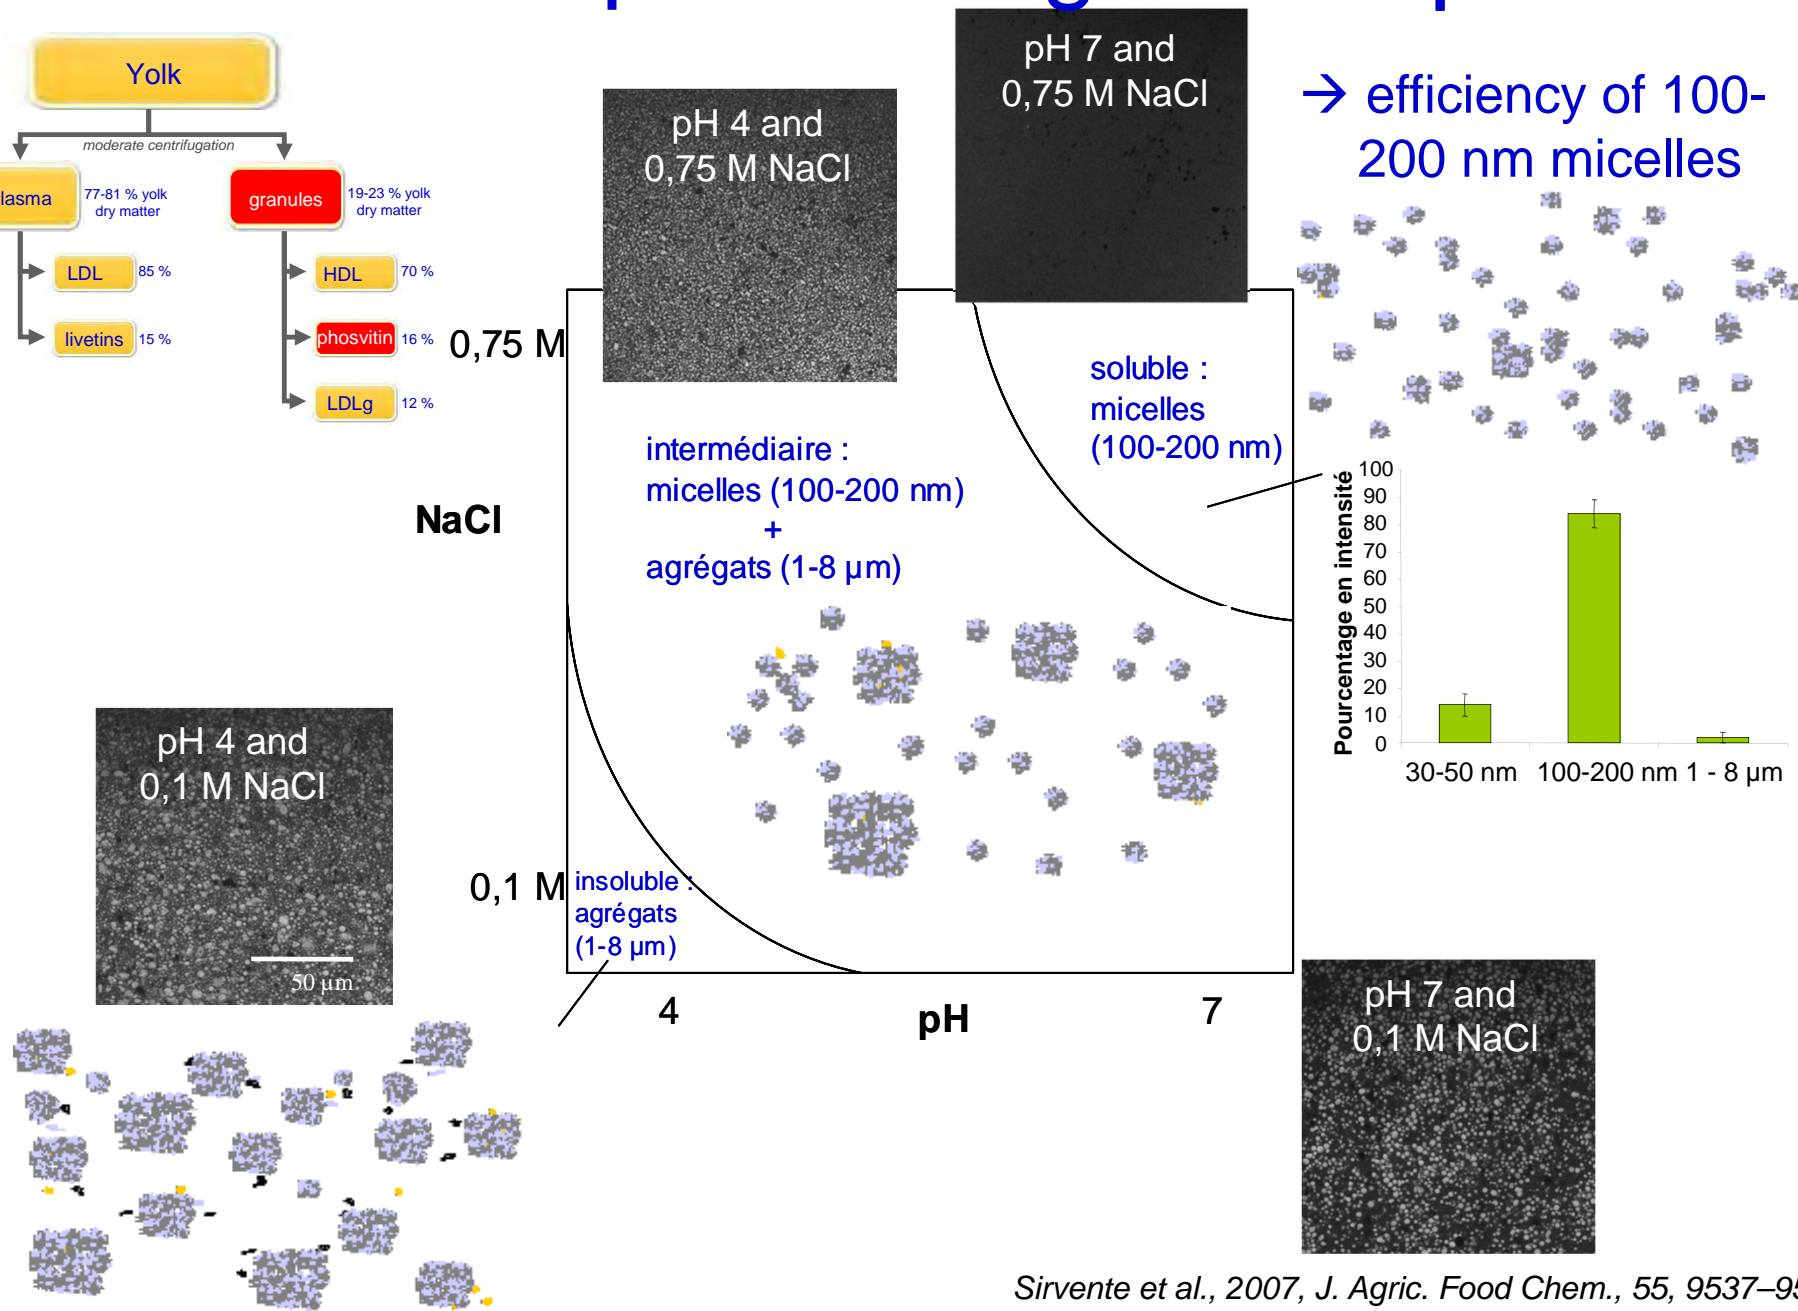 Yolk
moderate centrifugation
77-81 % yolk
dry matter
granules
19-23 % yolk
dry matter
LDL
85 %
HDL
70 %
livetins
15 %
phosvitin
16 %
LDLg
12 %
pH 4 and
0,75 M NaCl
pH 7 and
0,75 M NaCl
→ efficiency of 100-
200 nm micelles
0,75 M
NaCl
0,1 M
soluble :
micelles
(100-200 nm)
intermédiaire :
micelles (100-200 nm)
+
agrégats (1-8 µm)
insoluble :
agrégats
(1-8 µm)
4
pH
7
Pourcentage en intensité
100
90
80
70
60
50
40
30
20
10
0
30-50 nm
100-200 nm
1 - 8 µm
pH 4 and
0,1 M NaCl
50 µm
pH 7 and
0,1 M NaCl
Sirvente et al., 2007, J. Agric. Food Chem., 55, 9537–